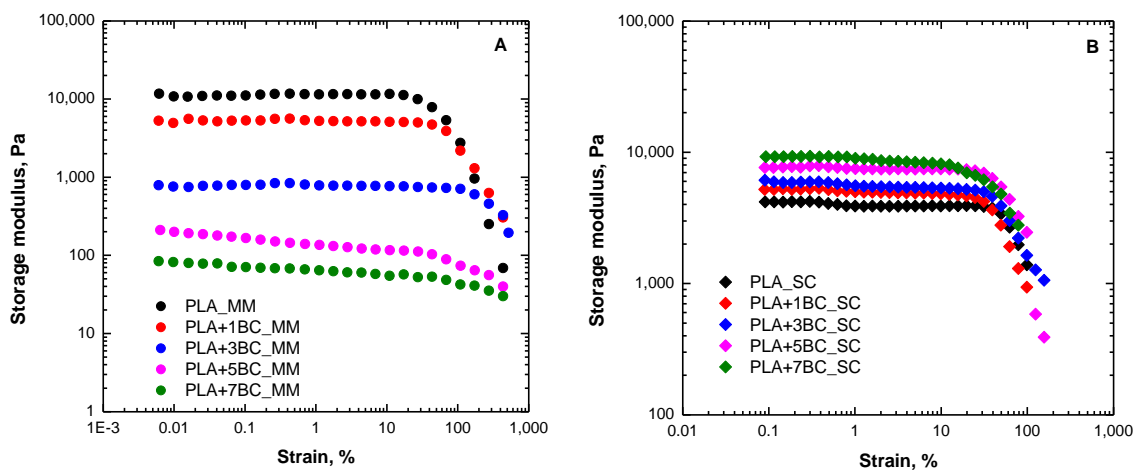 A
Storage modulus, Pa
100,000
10,000
1,000
100
10
1
PLA_MM
PLA+1BC_MM
PLA+3BC_MM
PLA+5BC_MM
PLA+7BC_MM
1E-3 0.01 0.1 1 10 100 1,000
Strain, %
B
Storage modulus, Pa
100,000
10,000
1,000
100
PLA_SC
PLA+1BC_SC
PLA+3BC_SC
PLA+5BC_SC
PLA+7BC_SC
0.01 0.1 1 10 100 1,000
Strain, %